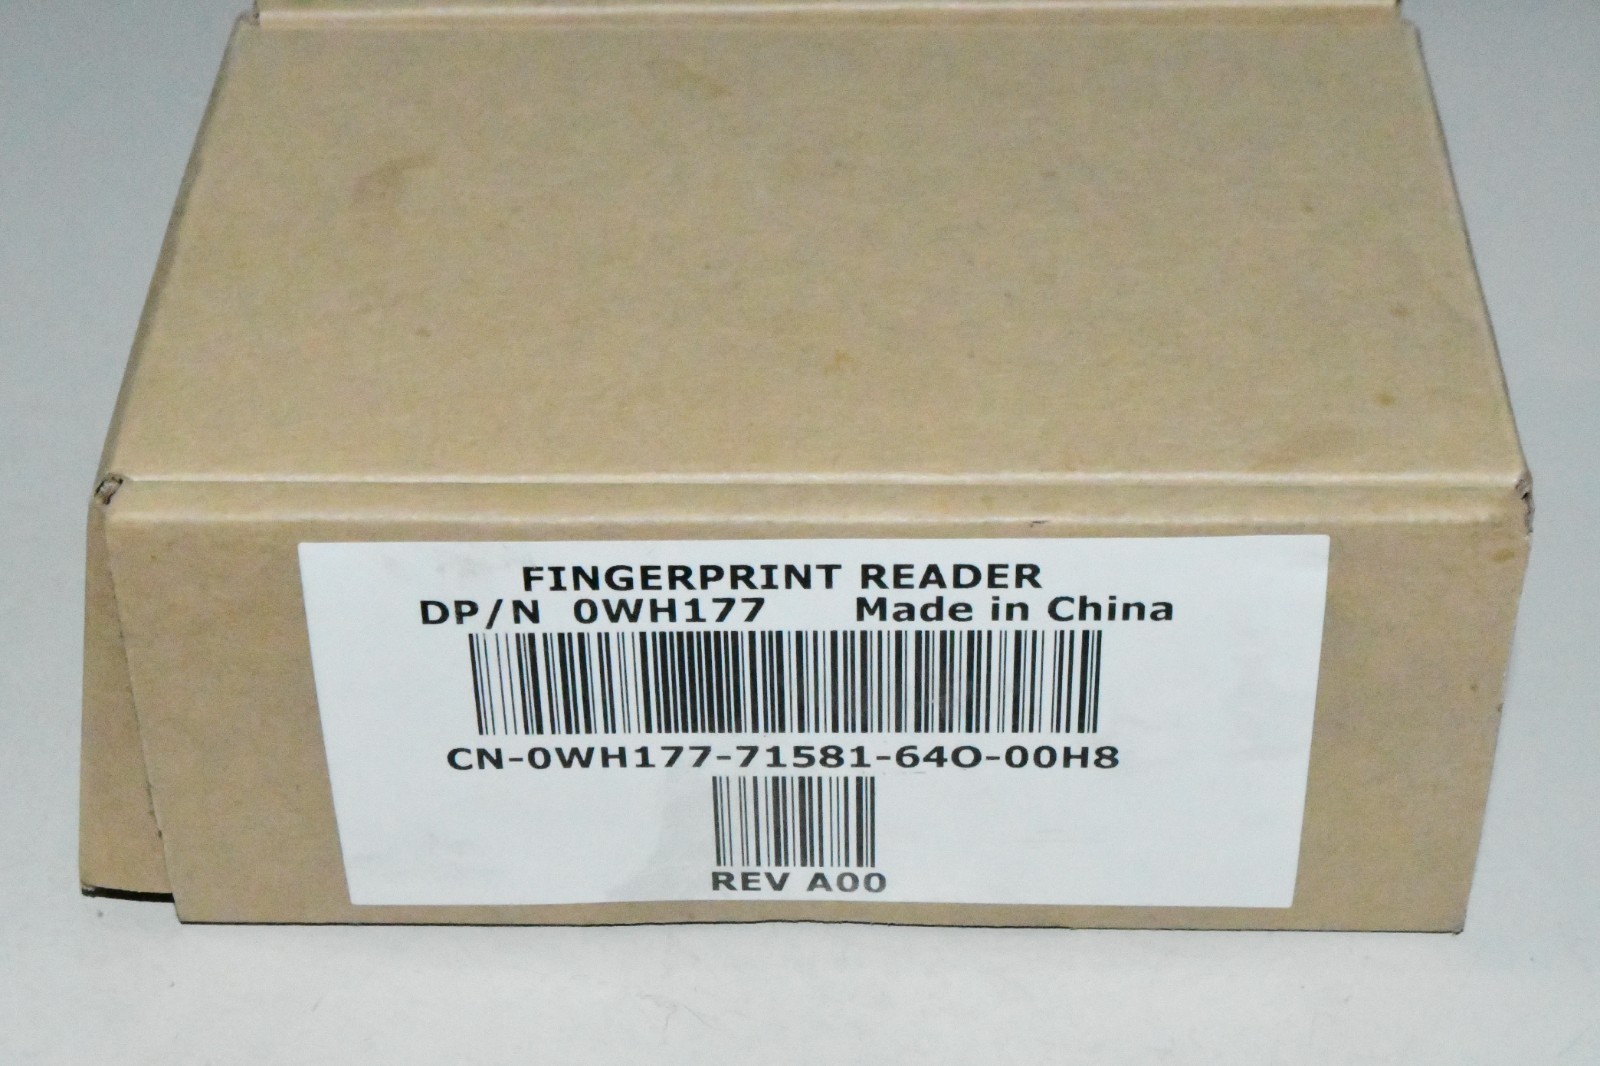 FINGERPRINT READER
DP/N 0WH177 Made in China
CN-0WH177-71581-64O-00H8
REV A00